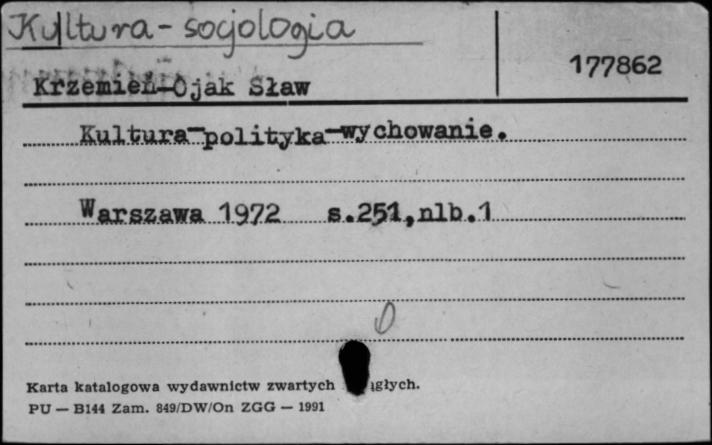 Kultura - socjologia
177862
Krzemień-Ojak Sław
Kultura-polityka-wychowanie.
Warszawa 1972 s.251,nlb.1
Karta katalogowa wydawnictw zwartych
PU — B144 Zam. 849/DW/On ZGG — 1991